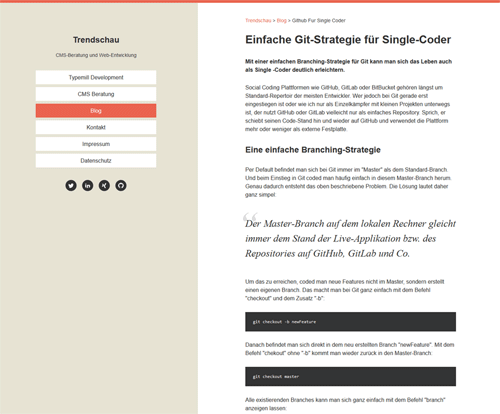 Trendschau
CMS-Beratung und Web-Entwicklung
Typemill Development
CMS Beratung
Blog
Kontakt
Impressum
Datenschutz
Trendschau > Blog > Github Fur Single Coder
Einfache Git-Strategie für Single-Coder
Mit einer einfachen Branching-Strategie für Git kann man sich das Leben auch
als Single -Coder deutlich erleichtern.
Social Coding Plattformen wie GitHub, GitLab oder BitBucket gehören längst um
Standard-Repertoir der meisten Entwickler. Wer jedoch bei Git gerade erst
eingestiegen ist oder wie ich nur als Einzelkämpfer mit kleinen Projekten unterwegs
ist, der nutzt GitHub oder GitLab vielleicht nur als einfaches Repository. Sprich, er
schiebt seinen Code-Stand hin und wieder auf GitHub und verwendet die Plattform
mehr oder weniger als externe Festplatte.
Eine einfache Branching-Strategie
Per Default befindet man sich bei Git immer im "Master" als dem Standard-Branch.
Und beim Einstieg in Git coded man häufig einfach in diesem Master-Branch herum.
Genau dadurch entsteht das oben beschriebene Problem. Die Lösung lautet daher
ganz simpel:
Der Master-Branch auf dem lokalen Rechner gleicht
immer dem Stand der Live-Applikation bzw. des
Repositories auf GitHub, GitLab und Co.
Um das zu erreichen, coded man neue Features nicht im Master, sondern erstellt
einen eigenen Branch. Das macht man bei Git ganz einfach mit dem Befehl
"checkout" und dem Zusatz "-b":
git checkout -b newFeature
Danach befindet man sich direkt in dem neu erstellten Branch "newFeature". Mit dem
Befehl "chekout" ohne "-b" kommt man wieder zurück in den Master-Branch:
git checkout master
Alle existierenden Branches kann man sich ganz einfach mit dem Befehl "branch"
anzeigen lassen: